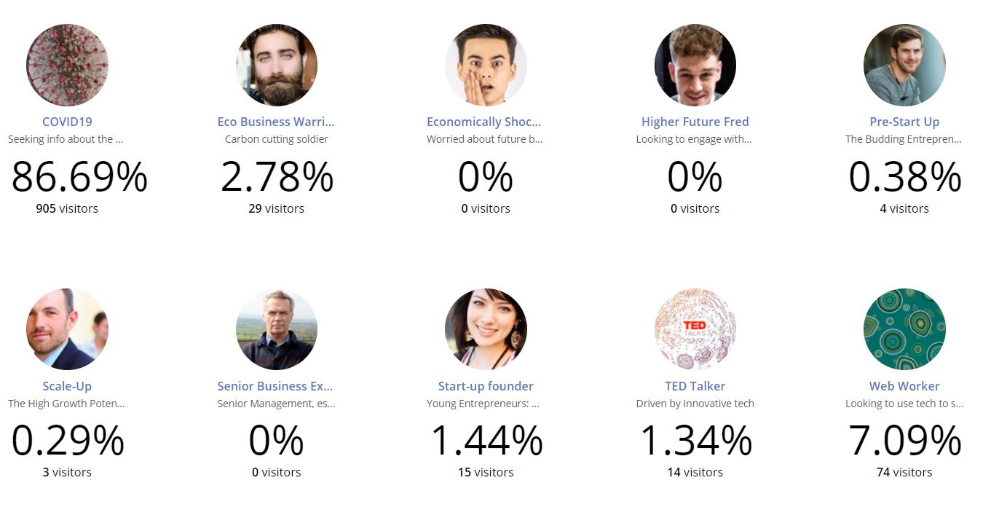 COVID19
Seeking info about the ...
86.69%
905 visitors
Eco Business Warri...
Carbon cutting soldier
2.78%
29 visitors
Economically Shoc...
Worried about future b...
0%
0 visitors
Higher Future Fred
Looking to engage with...
0%
0 visitors
Pre-Start Up
The Budding Entrepren...
0.38%
4 visitors
Scale-Up
The High Growth Poten...
0.29%
3 visitors
Senior Business Ex...
Senior Management, es...
0%
0 visitors
Start-up founder
Young Entrepreneurs: ...
1.44%
15 visitors
TED
TALKS
TED Talker
Driven by Innovative tech
1.34%
14 visitors
Web Worker
Looking to use tech to s...
7.09%
74 visitors